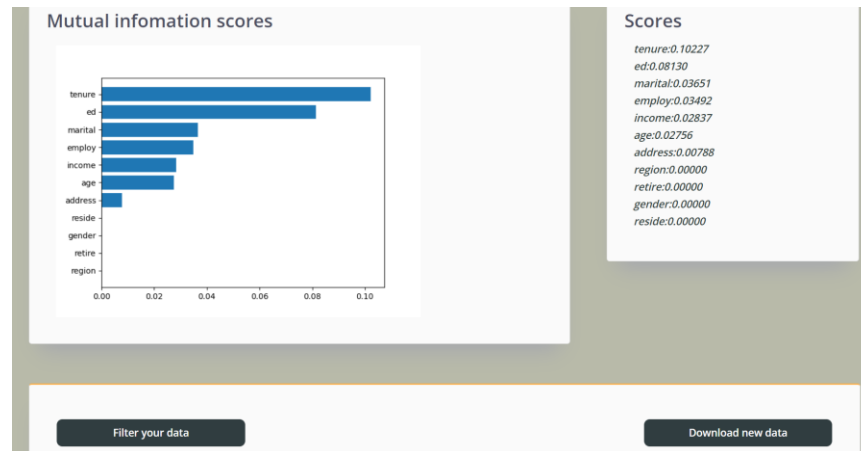 Mutual infomation scores
tenure
ed
marital
employ
income
age
address
reside
gender
retire
region
0.00 0.02 0.04 0.06 0.08 0.10
Scores
tenure:0.10227
ed:0.08130
marital:0.03651
employ:0.03492
income:0.02837
age:0.02756
address:0.00788
region:0.00000
retire:0.00000
gender:0.00000
reside:0.00000
Filter your data
Download new data